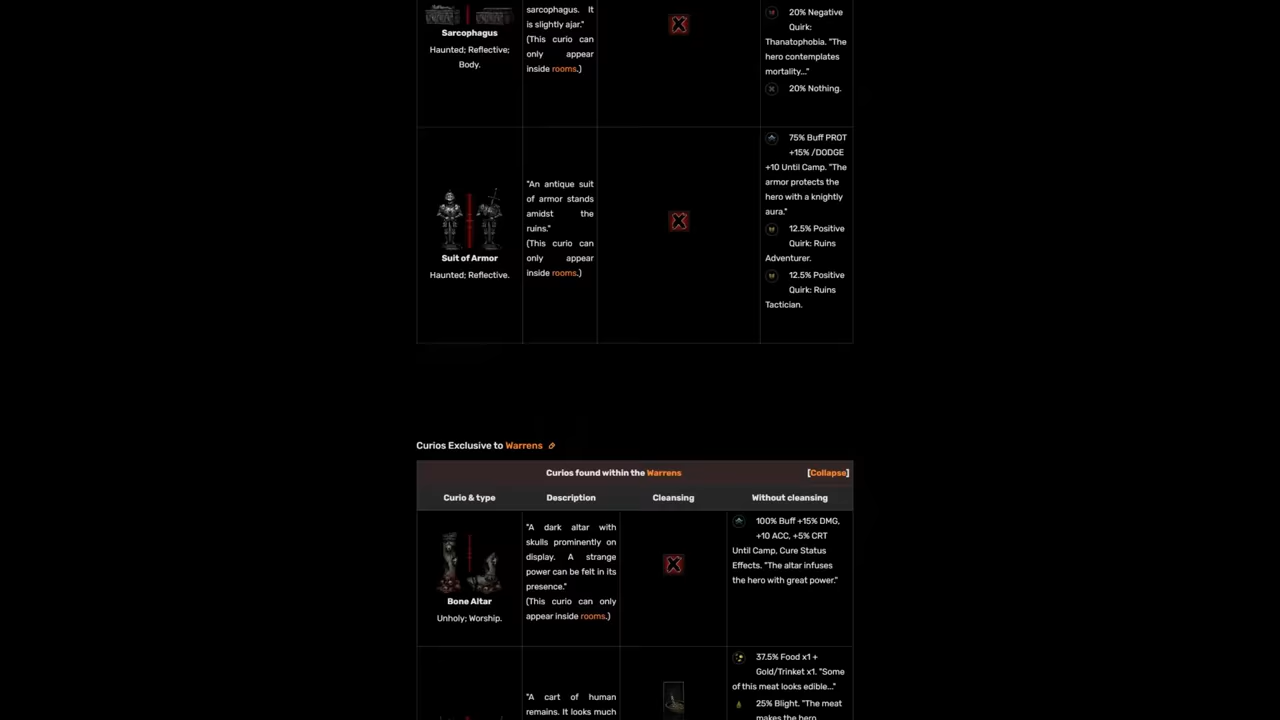 Sarcophagus
Haunted; Reflective;
Body.
sarcophagus. It
is slightly ajar."
(This curio can
only appear
inside rooms.)
20% Negative
Quirk:
Thanatophobia. "The
hero contemplates
mortality..."
20% Nothing.
Suit of Armor
Haunted; Reflective.
"An antique suit
of armor stands
amidst the
ruins."
(This curio can
only appear
inside rooms.)
75% Buff PROT
+15% /DODGE
+10 Until Camp. "The
armor protects the
hero with a knightly
aura."
12.5% Positive
Quirk: Ruins
Adventurer.
12.5% Positive
Quirk: Ruins
Tactician.
Curios Exclusive to Warrens
Curios found within the Warrens
[Collapse]
Curio & type
Description
Cleansing
Without cleansing
Bone Altar
Unholy; Worship.
"A dark altar with
skulls prominently on
display. A strange
power can be felt in its
presence."
(This curio can only
appear inside rooms.)
100% Buff +15% DMG,
+10 ACC, +5% CRT
Until Camp, Cure Status
Effects. "The altar infuses
the hero with great power."
"A cart of human
remains. It looks much
37.5% Food x1 +
Gold/Trinket x1. "Some
of this meat looks edible..."
25% Blight. "The meat
makes the hero